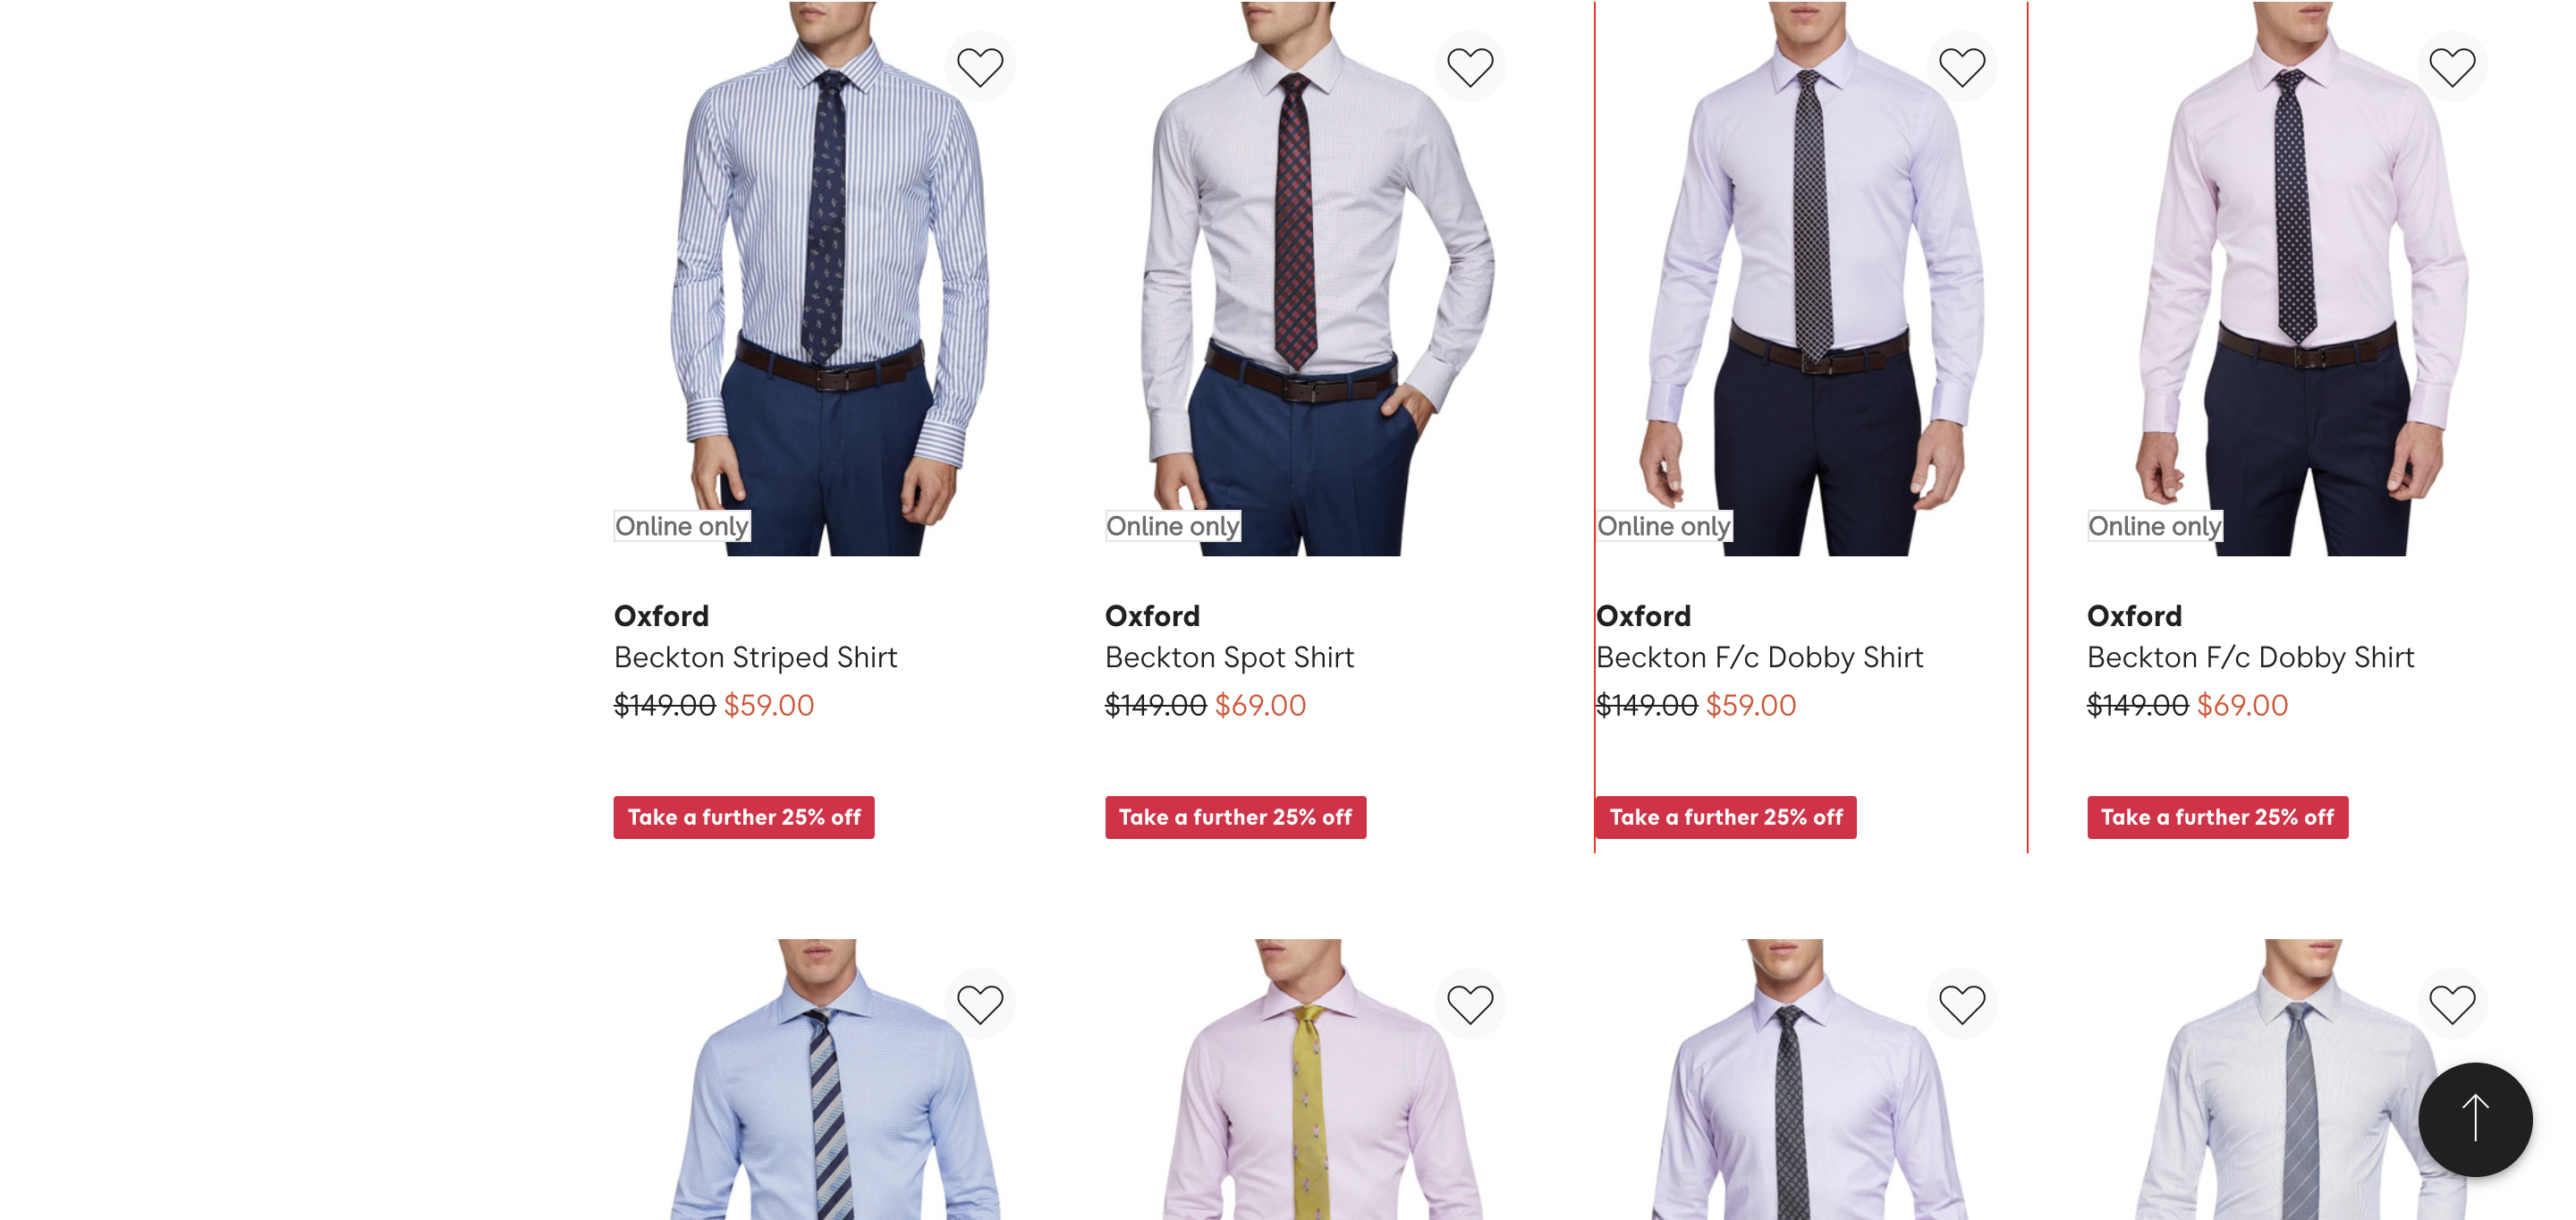 Online only
Online only
Online only
Online only
Oxford
Beckton Striped Shirt
$149.00 $59.00
Take a further 25% off
Oxford
Beckton Spot Shirt
$149.00 $69.00
Take a further 25% off
Oxford
Beckton F/c Dobby Shirt
$149.00 $59.00
Take a further 25% off
Oxford
Beckton F/c Dobby Shirt
$149.00 $69.00
Take a further 25% off